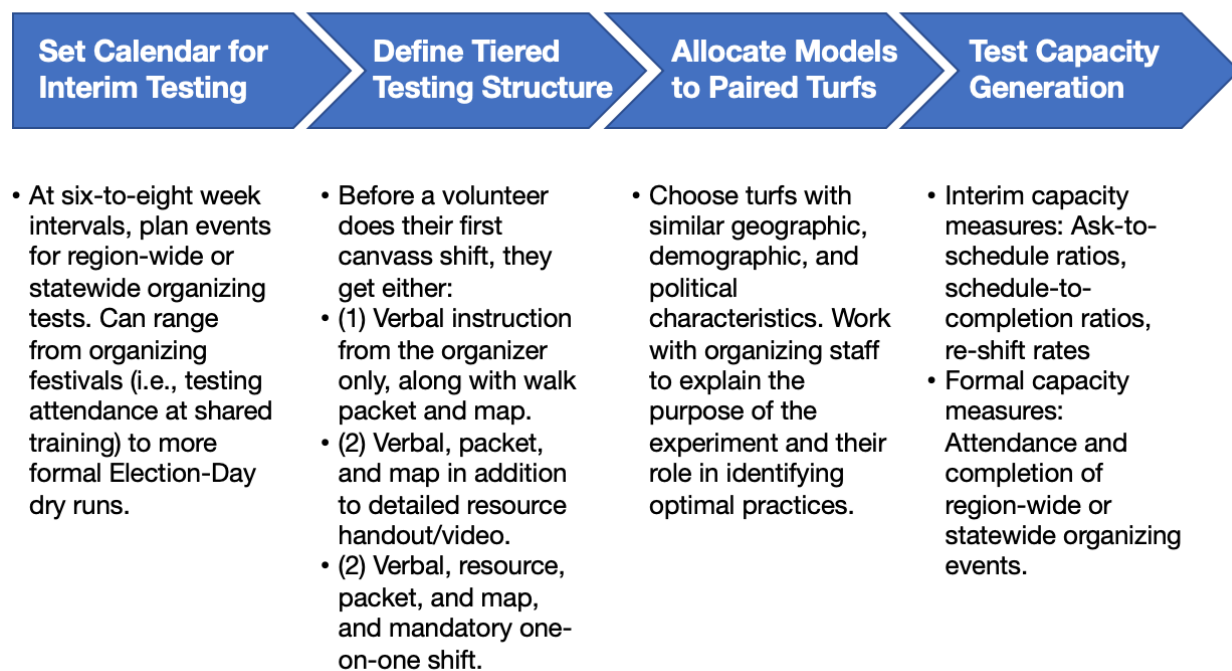 Set Calendar for
Interim Testing
Define Tiered
Testing Structure
Allocate Models
to Paired Turfs
Test Capacity
Generation
• At six-to-eight week
intervals, plan events
for region-wide or
statewide organizing
tests. Can range
from organizing
festivals (i.e., testing
attendance at shared
training) to more
formal Election-Day
dry runs.
• Before a volunteer
does their first
canvass shift, they
get either:
• (1) Verbal instruction
from the organizer
only, along with walk
packet and map.
• (2) Verbal, packet,
and map in addition
to detailed resource
handout/video.
• (2) Verbal, resource,
packet, and map,
and mandatory one-
on-one shift.
• Choose turfs with
similar geographic,
demographic, and
political
characteristics. Work
with organizing staff
to explain the
purpose of the
experiment and their
role in identifying
optimal practices.
• Interim capacity
measures: Ask-to-
schedule ratios,
schedule-to-
completion ratios,
re-shift rates
• Formal capacity
measures:
Attendance and
completion of
region-wide or
statewide organizing
events.